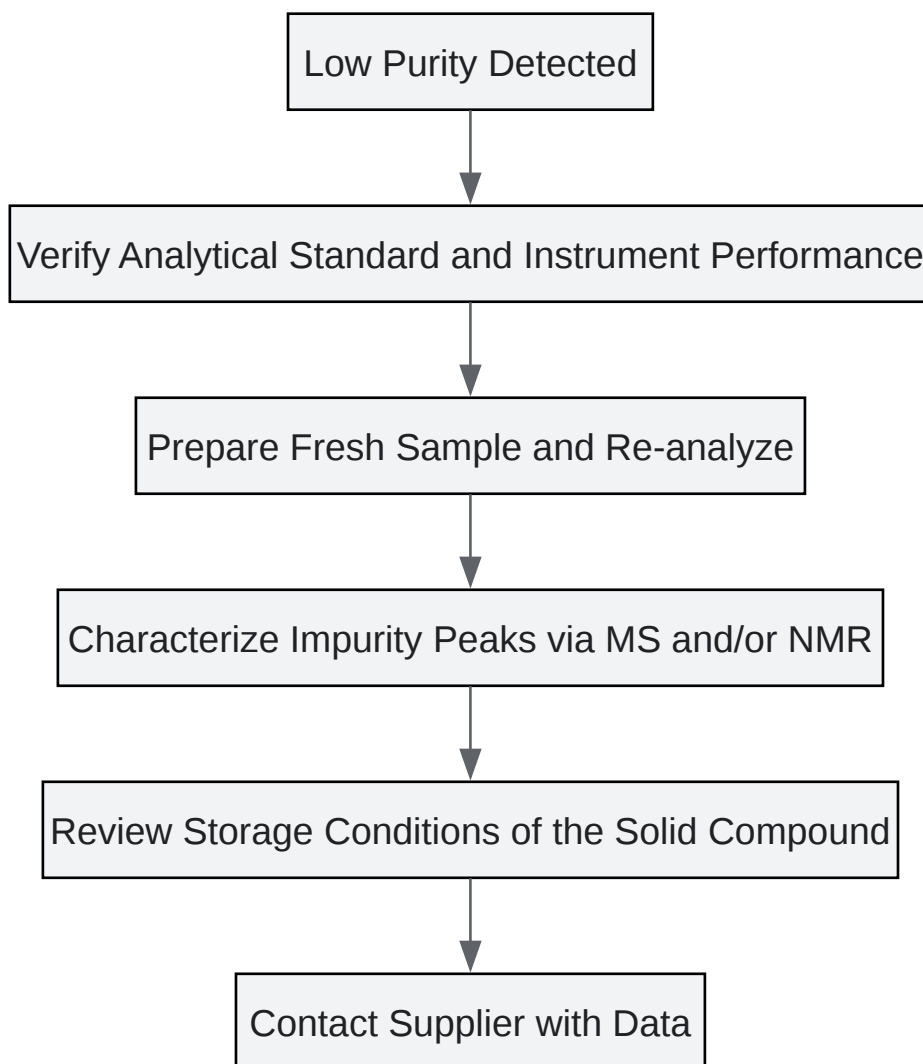 Low Purity Detected
Verify Analytical Standard and Instrument Performance
Prepare Fresh Sample and Re-analyze
Characterize Impurity Peaks via MS and/or NMR
Review Storage Conditions of the Solid Compound
Contact Supplier with Data